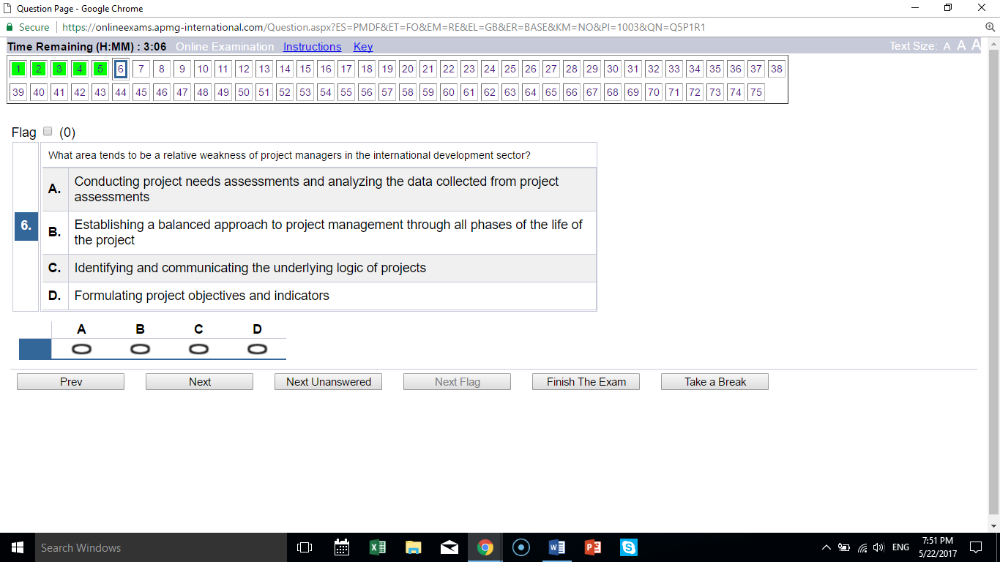 Question Page - Google Chrome
Secure https://onlineexams.apmg-international.com/Question.aspx?ES=PMDF&ET=FO&EM=RE&EL=GB&ER=BASE&KM=NO&PI=1003&QN=Q5P1R1
Time Remaining (H:MM) : 3:06 Online Examination Instructions Key Text Size: A A A
1 2 3 4 5 6 7 8 9 10 11 12 13 14 15 16 17 18 19 20 21 22 23 24 25 26 27 28 29 30 31 32 33 34 35 36 37 38
39 40 41 42 43 44 45 46 47 48 49 50 51 52 53 54 55 56 57 58 59 60 61 62 63 64 65 66 67 68 69 70 71 72 73 74 75
Flag (0)
What area tends to be a relative weakness of project managers in the international development sector?
6.
A. Conducting project needs assessments and analyzing the data collected from project
assessments
B. Establishing a balanced approach to project management through all phases of the life of
the project
C. Identifying and communicating the underlying logic of projects
D. Formulating project objectives and indicators
A B C D
Prev Next Next Unanswered Next Flag Finish The Exam Take a Break
Search Windows
ENG
7:51 PM
5/22/2017